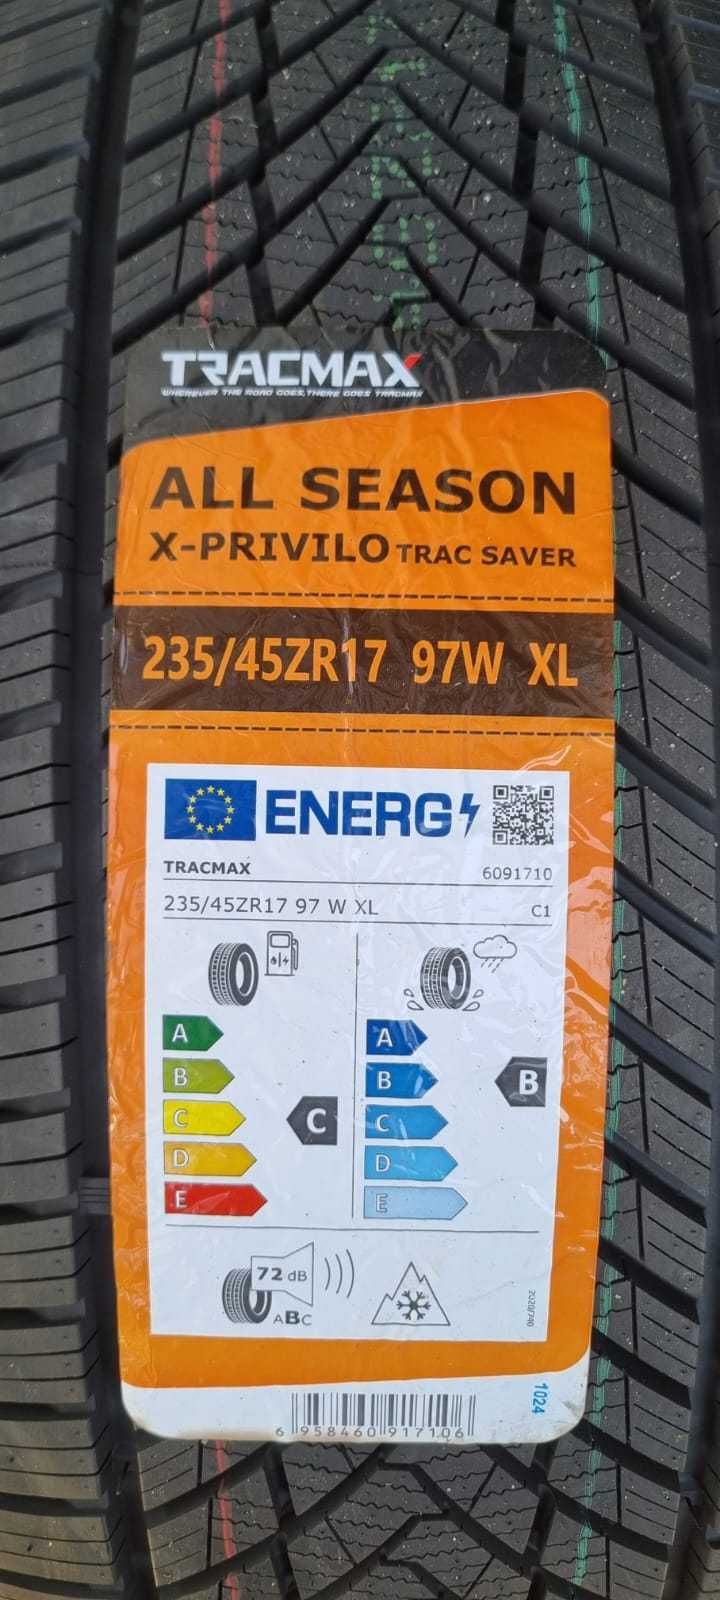 TRACMAX
WHEREVER THE ROAD GOES, THERE GOES TRACMAX
ALL SEASON
X-PRIVILO TRAC SAVER
235/45ZR17 97W XL
ENERG
TRACMAX 6091710
235/45ZR17 97 W XL C1
A A
B B B
C C C
D D
E E
72 dB
ABC
2020/740
1024
6 958460 917106